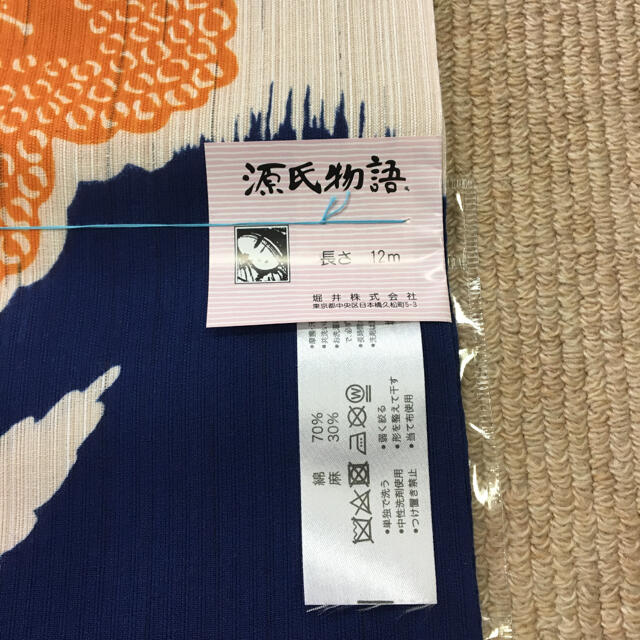 源氏物語
長さ 12m
堀井株式会社
東京都中央区日本橋久松町5-3
綿 70%
麻 30%
•単独で洗う
•中性洗剤使用
•つけ置き禁止
•弱く絞る
•形を整えて干す
•当て布使用